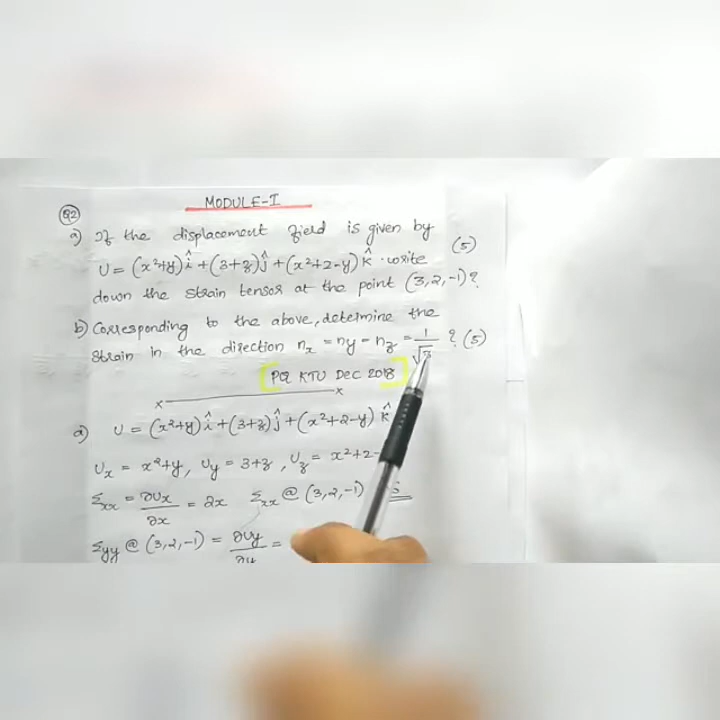 MODULE-I
Q2
a) If the displacement field is given by
U = (x²+y)î + (3+z)ĵ + (x²+2-y)k̂ . write (5)
down the strain tensor at the point (3,2,-1)?
b) Corresponding to the above, determine the
strain in the direction nx = ny = nz = 1/√3 ? (5)
[PQ KTU DEC 2018]
x x
a) U = (x²+y)î + (3+z)ĵ + (x²+2-y)k̂
Ux = x²+y, Uy = 3+z, Uz = x²+2-
Σxx = ∂Ux/∂x = 2x Σxx @ (3,2,-1)
Σyy @ (3,2,-1) = ∂Uy/∂y =